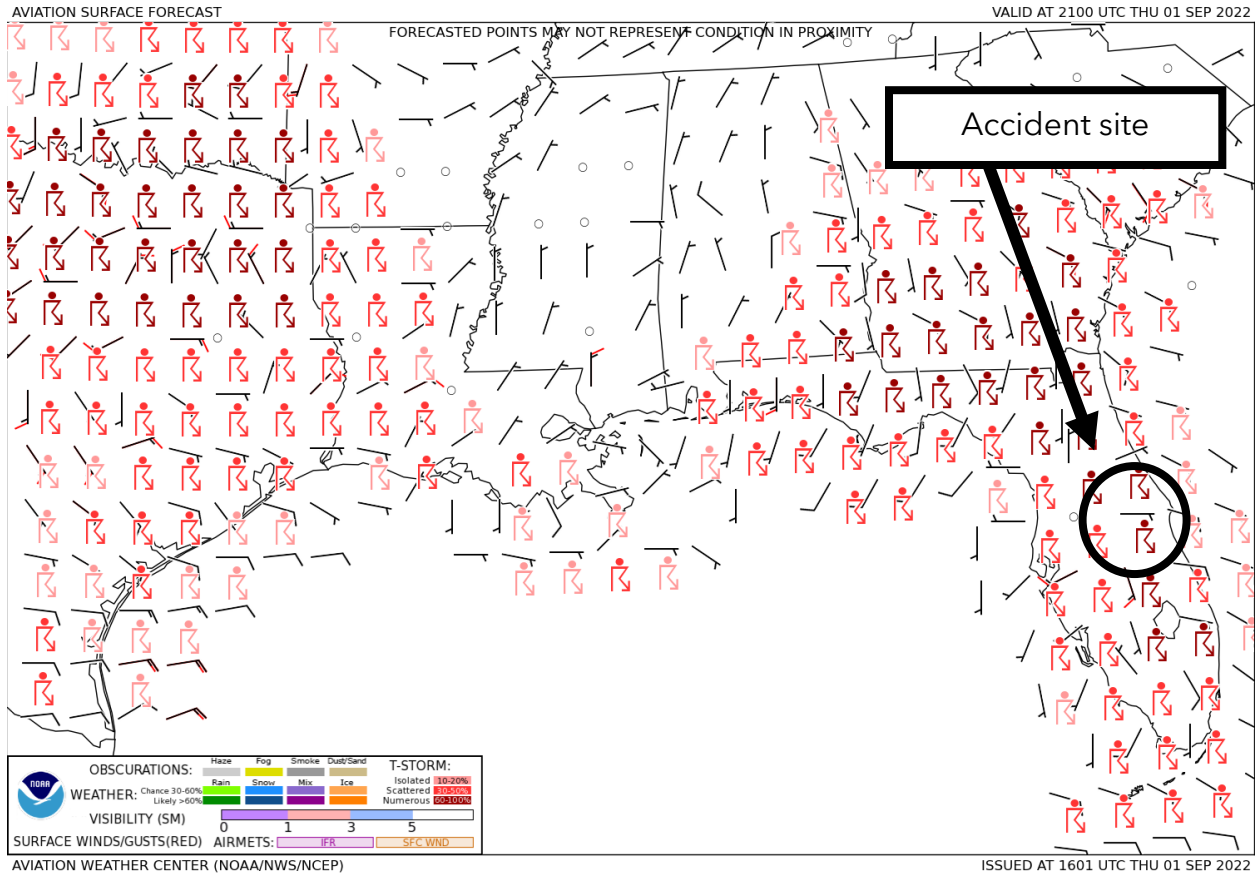 AVIATION SURFACE FORECAST
VALID AT 2100 UTC THU 01 SEP 2022
FORECASTED POINTS MAY NOT REPRESENT CONDITION IN PROXIMITY
Accident site
NOAA
OBSCURATIONS: Haze Fog Smoke Dust/Sand
WEATHER: Rain Snow Mix Ice
Chance 30-60%
Likely >60%
T-STORM:
Isolated 10-20%
Scattered 30-50%
Numerous 60-100%
VISIBILITY (SM)
0 1 3 5
SURFACE WINDS/GUSTS(RED) AIRMETS: IFR SFC WND
AVIATION WEATHER CENTER (NOAA/NWS/NCEP)
ISSUED AT 1601 UTC THU 01 SEP 2022